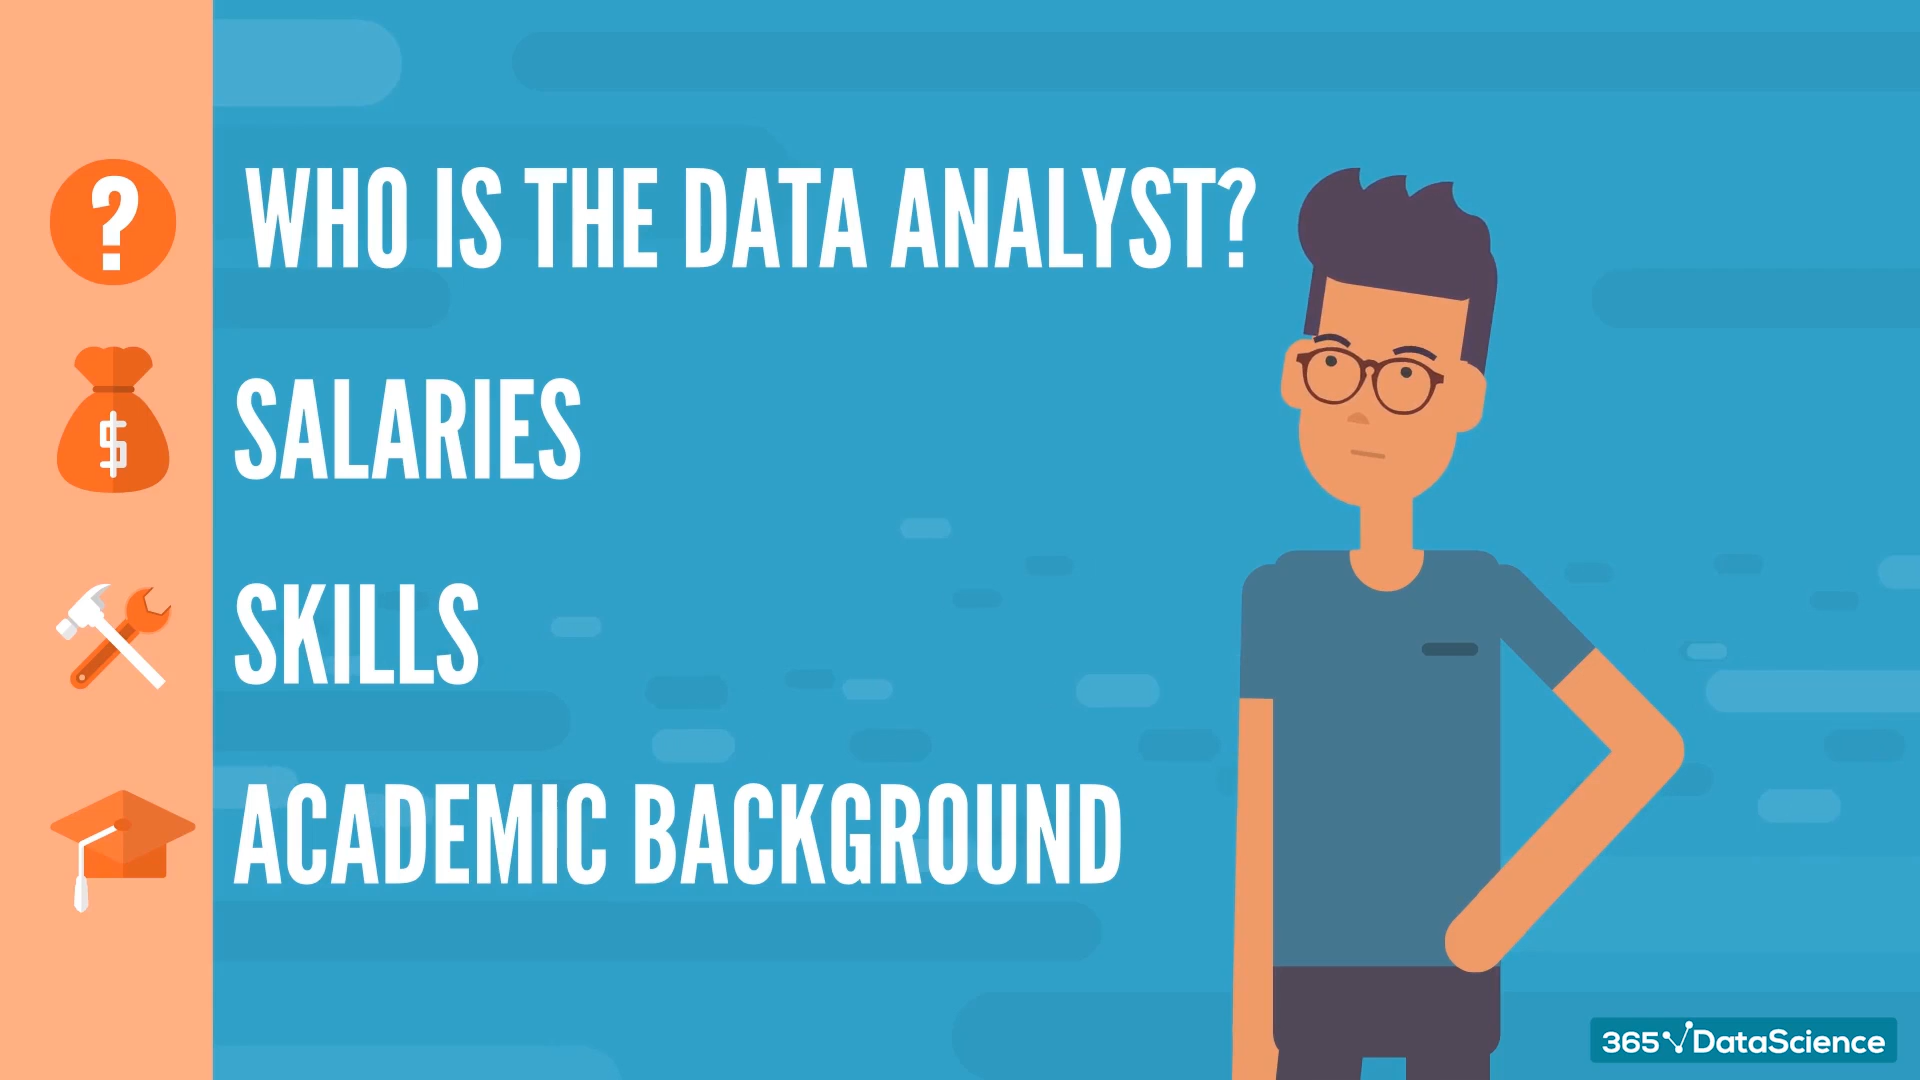 WHO IS THE DATA ANALYST?
SALARIES
SKILLS
ACADEMIC BACKGROUND
365 DataScience